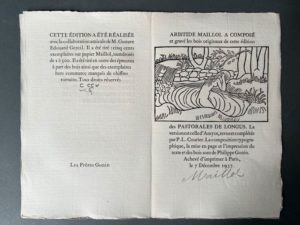 CETTE ÉDITION A ÉTÉ RÉALISÉE
avec la collaboration amicale de M. Gustave
Edouard Gentil. Il a été tiré cinq cents
exemplaires sur papier Maillol, numérotés
de 1 à 500. Il a été tiré en outre des épreuves
à part des bois ainsi que des exemplaires
hors commerce français de chiffres
romains. Tous droits réservés
Les Frères Gonin
ARISTIDE MAILLOL A COMPOSÉ
et gravé les bois originaux de cette édition
des PASTORALES DE LONGUS. La
version est celle d'Amyot, revue et complétée
par P.-L. Courier. La composition typogra-
phique, la mise en page et l'impression du
texte et des bois sont de Philippe Gonin.
Achevé d'imprimer à Paris,
le 7 Décembre 1937.
Maillol